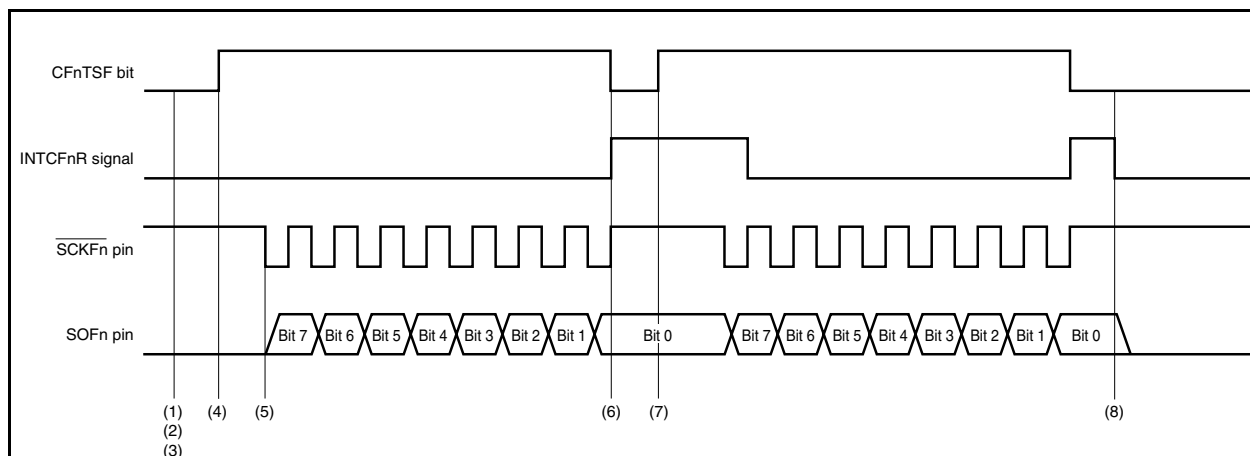 CFnTSF bit
INTCFnR signal
SCKFn pin
SOFn pin
Bit 7 Bit 6 Bit 5 Bit 4 Bit 3 Bit 2 Bit 1 Bit 0 Bit 7 Bit 6 Bit 5 Bit 4 Bit 3 Bit 2 Bit 1 Bit 0
(1) (4) (5) (6) (7) (8)
(2)
(3)